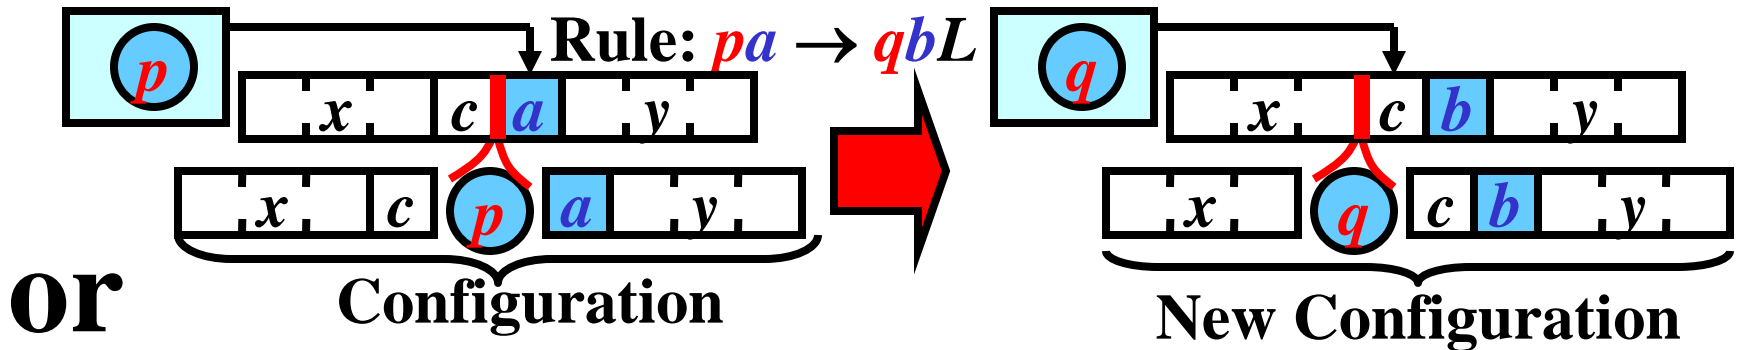 p Rule: pa → qbL q
x c a y x c b y
x c p a y x q c b y
or Configuration New Configuration